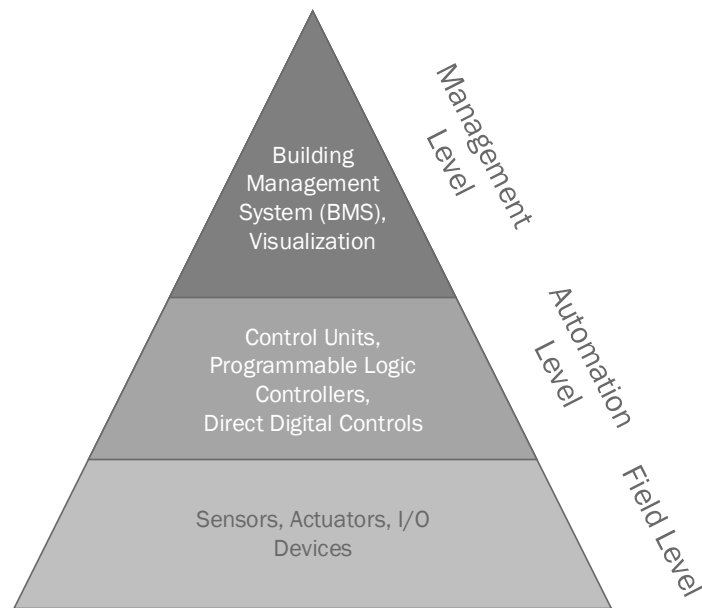 Building
Management
System (BMS),
Visualization
Management
Level
Control Units,
Programmable Logic
Controllers,
Direct Digital Controls
Automation
Level
Sensors, Actuators, I/O
Devices
Field Level